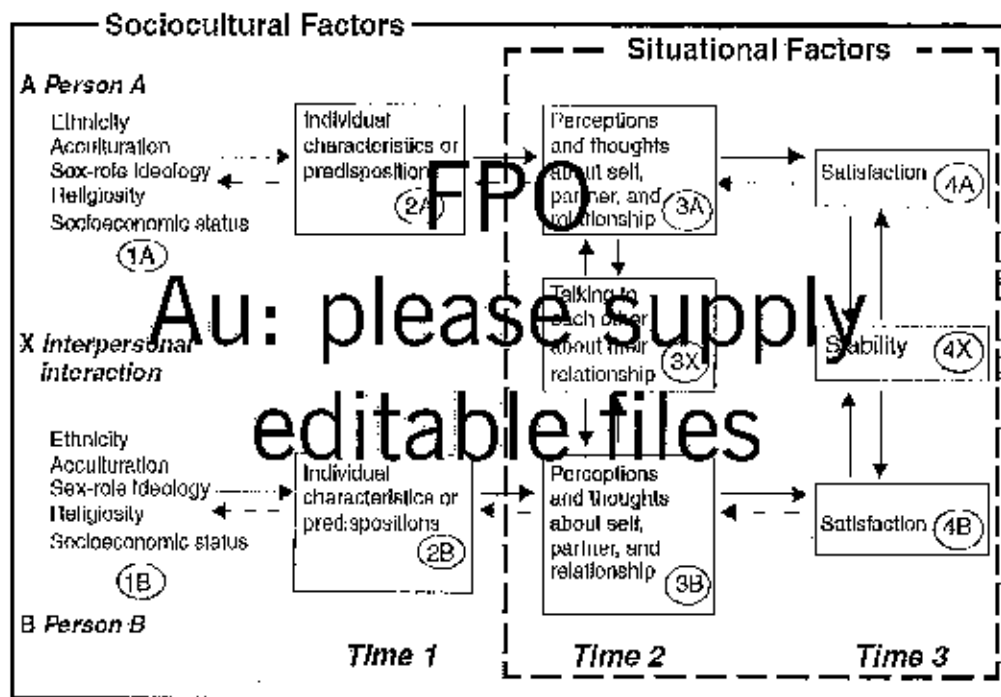 Sociocultural Factors
Situational Factors
A Person A
Ethnicity
Acculturation
Sex-role Ideology
Religiosity
Socioeconomic status
1A
Individual
characteristics or
predispositions
2A
Perceptions
and thoughts
about self,
partner, and
relationship
3A
Satisfaction
4A
FPO
Au: please supply
editable files
X Interpersonal
interaction
Talking to
each other
about their
relationship
3X
Stability
4X
Ethnicity
Acculturation
Sex-role Ideology
Religiosity
Socioeconomic status
1B
Individual
characteristics or
predispositions
2B
Perceptions
and thoughts
about self,
partner, and
relationship
3B
Satisfaction
4B
B Person B
Time 1
Time 2
Time 3